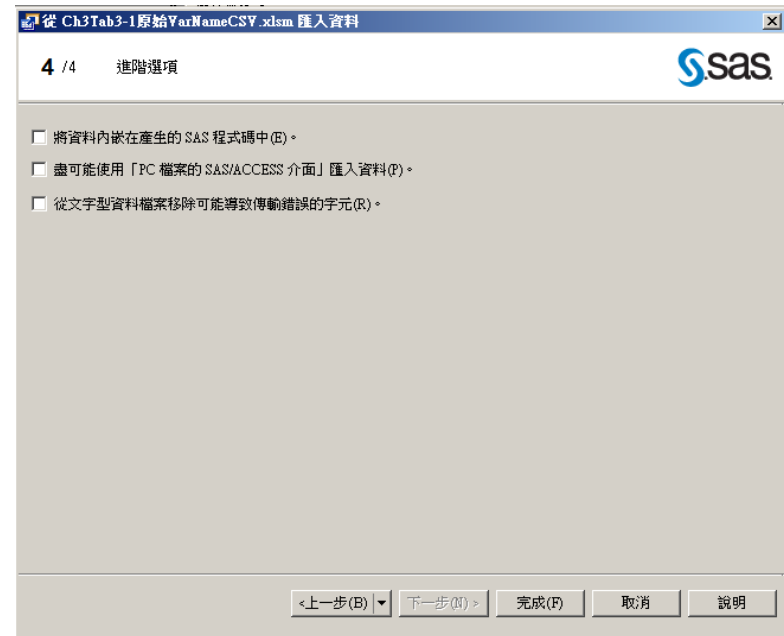 從 Ch3Tab3-1原始VarNameCSV.xlsm 匯入資料
4 /4 進階選項
sas
將資料內嵌在產生的 SAS 程式碼中(E)。
盡可能使用「PC 檔案的 SAS/ACCESS 介面」匯入資料(P)。
從文字型資料檔案移除可能導致傳輸錯誤的字元(R)。
<上一步(B) 下一步(N) > 完成(F) 取消 說明